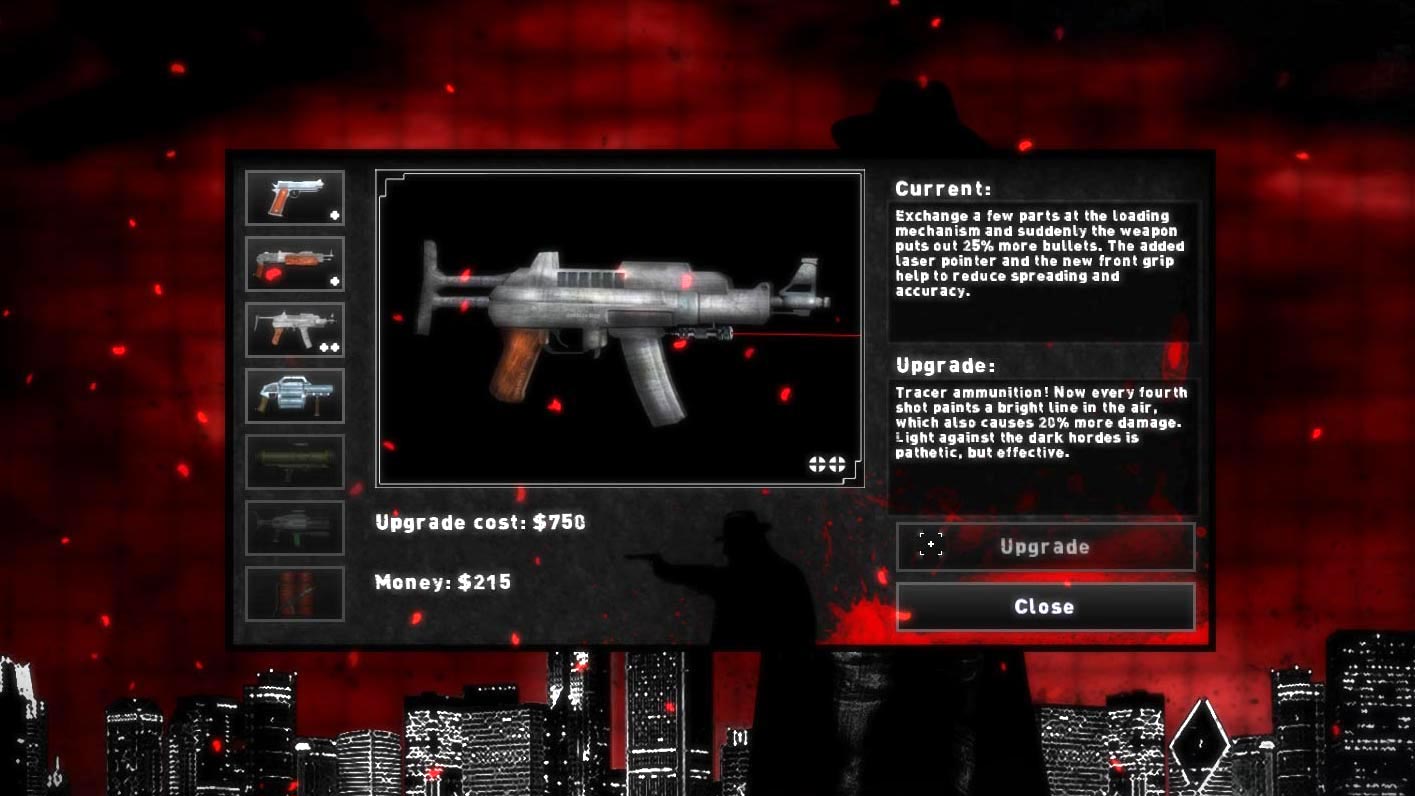 Current:
Exchange a few parts at the loading
mechanism and suddenly the weapon
puts out 25% more bullets. The added
laser pointer and the new front grip
help to reduce spreading and
accuracy.
Upgrade:
Tracer ammunition! Now every fourth
shot paints a bright line in the air,
which also causes 20% more damage.
Light against the dark hordes is
pathetic, but effective.
Upgrade cost: $750
Money: $215
Upgrade
Close